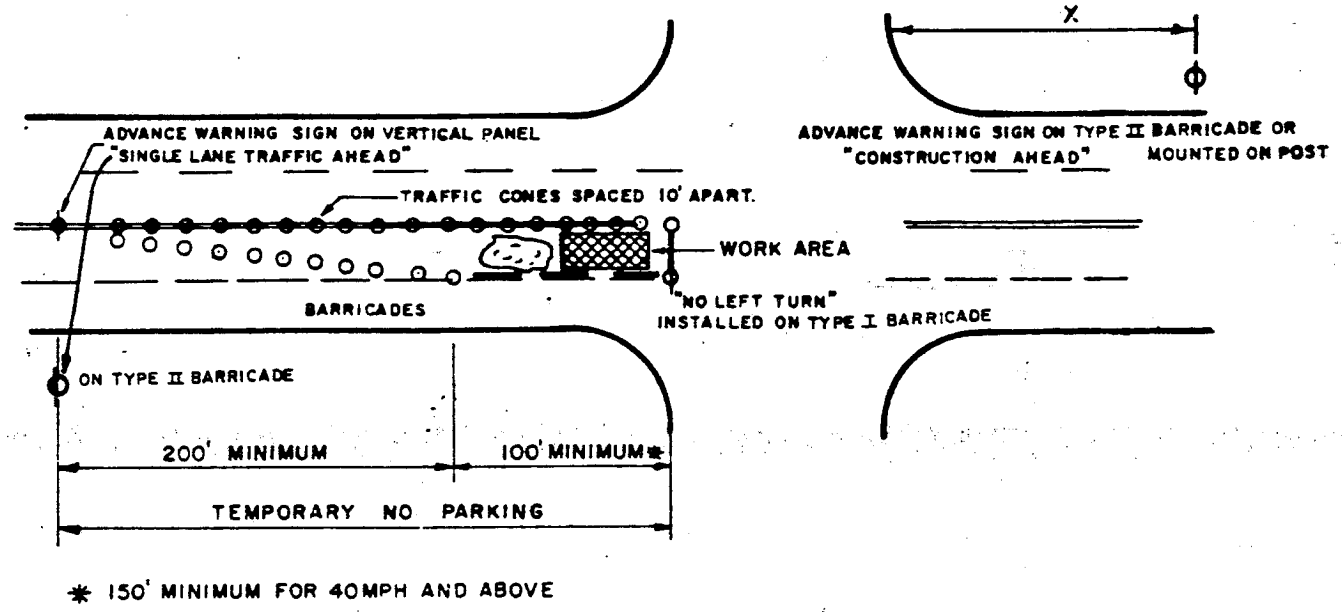 X
ADVANCE WARNING SIGN ON VERTICAL PANEL
"SINGLE LANE TRAFFIC AHEAD"
ADVANCE WARNING SIGN ON TYPE II BARRICADE OR
"CONSTRUCTION AHEAD" MOUNTED ON POST
TRAFFIC CONES SPACED 10' APART.
WORK AREA
"NO LEFT TURN"
INSTALLED ON TYPE I BARRICADE
BARRICADES
ON TYPE II BARRICADE
200' MINIMUM
100' MINIMUM*
TEMPORARY NO PARKING
* 150' MINIMUM FOR 40MPH AND ABOVE